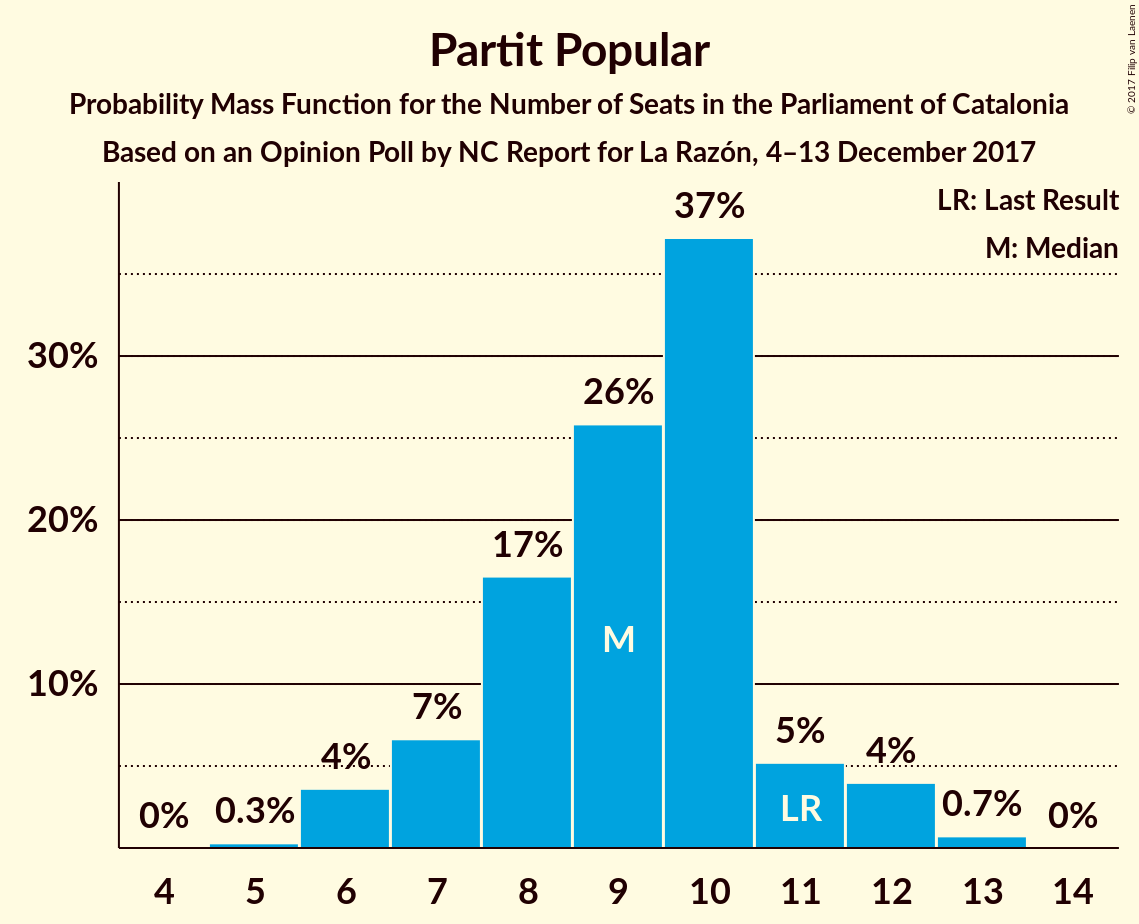 Partit Popular
Probability Mass Function for the Number of Seats in the Parliament of Catalonia
Based on an Opinion Poll by NC Report for La Razón, 4–13 December 2017
© 2017 Filip van Laenen
LR: Last Result
M: Median
37%
30%
26%
20%
17%
M
10%
7%
5%
4%
4%
LR
0%
0.3%
0.7%
0%
4 5 6 7 8 9 10 11 12 13 14